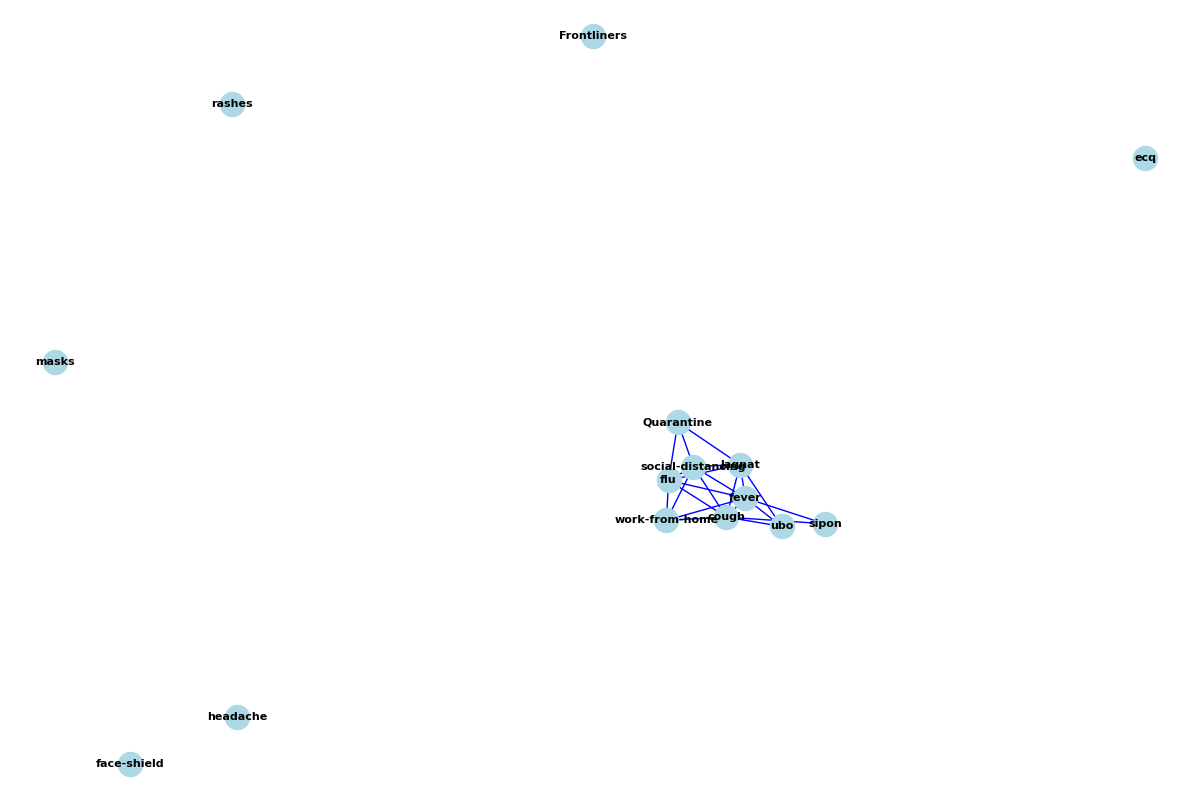 Frontliners
rashes
ecq
masks
Quarantine
social-distancing
lagnat
flu
fever
work-from-home
cough
ubo
sipon
headache
face-shield